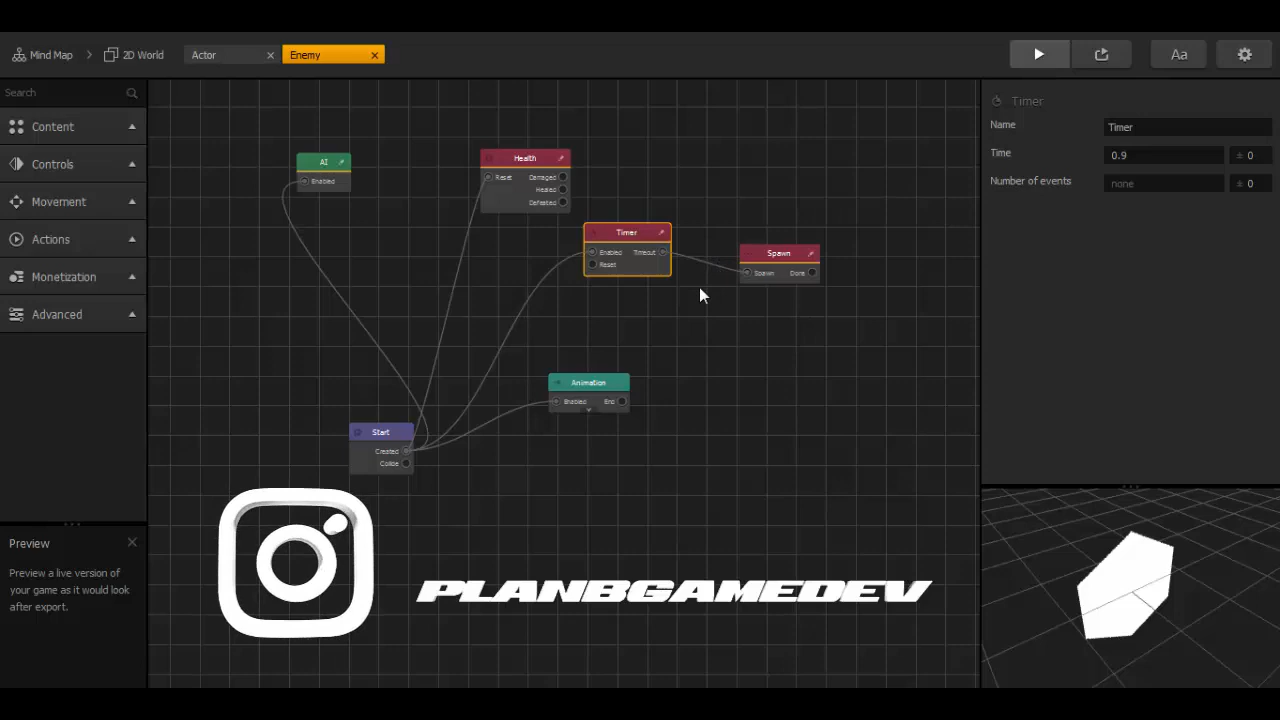 Mind Map
2D World
Actor
Enemy
Aa
Search
Content
Controls
Movement
Actions
Monetization
Advanced
AI
Enabled
Health
Reset
Damaged
Healed
Defeated
Timer
Enabled
Timeout
Reset
Spawn
Spawn
Done
Animation
Enabled
End
Start
Created
Collide
Timer
Name
Timer
Time
0.9
± 0
Number of events
none
± 0
Preview
Preview a live version of
your game as it would look
after export.
PLANBGAMEDEV